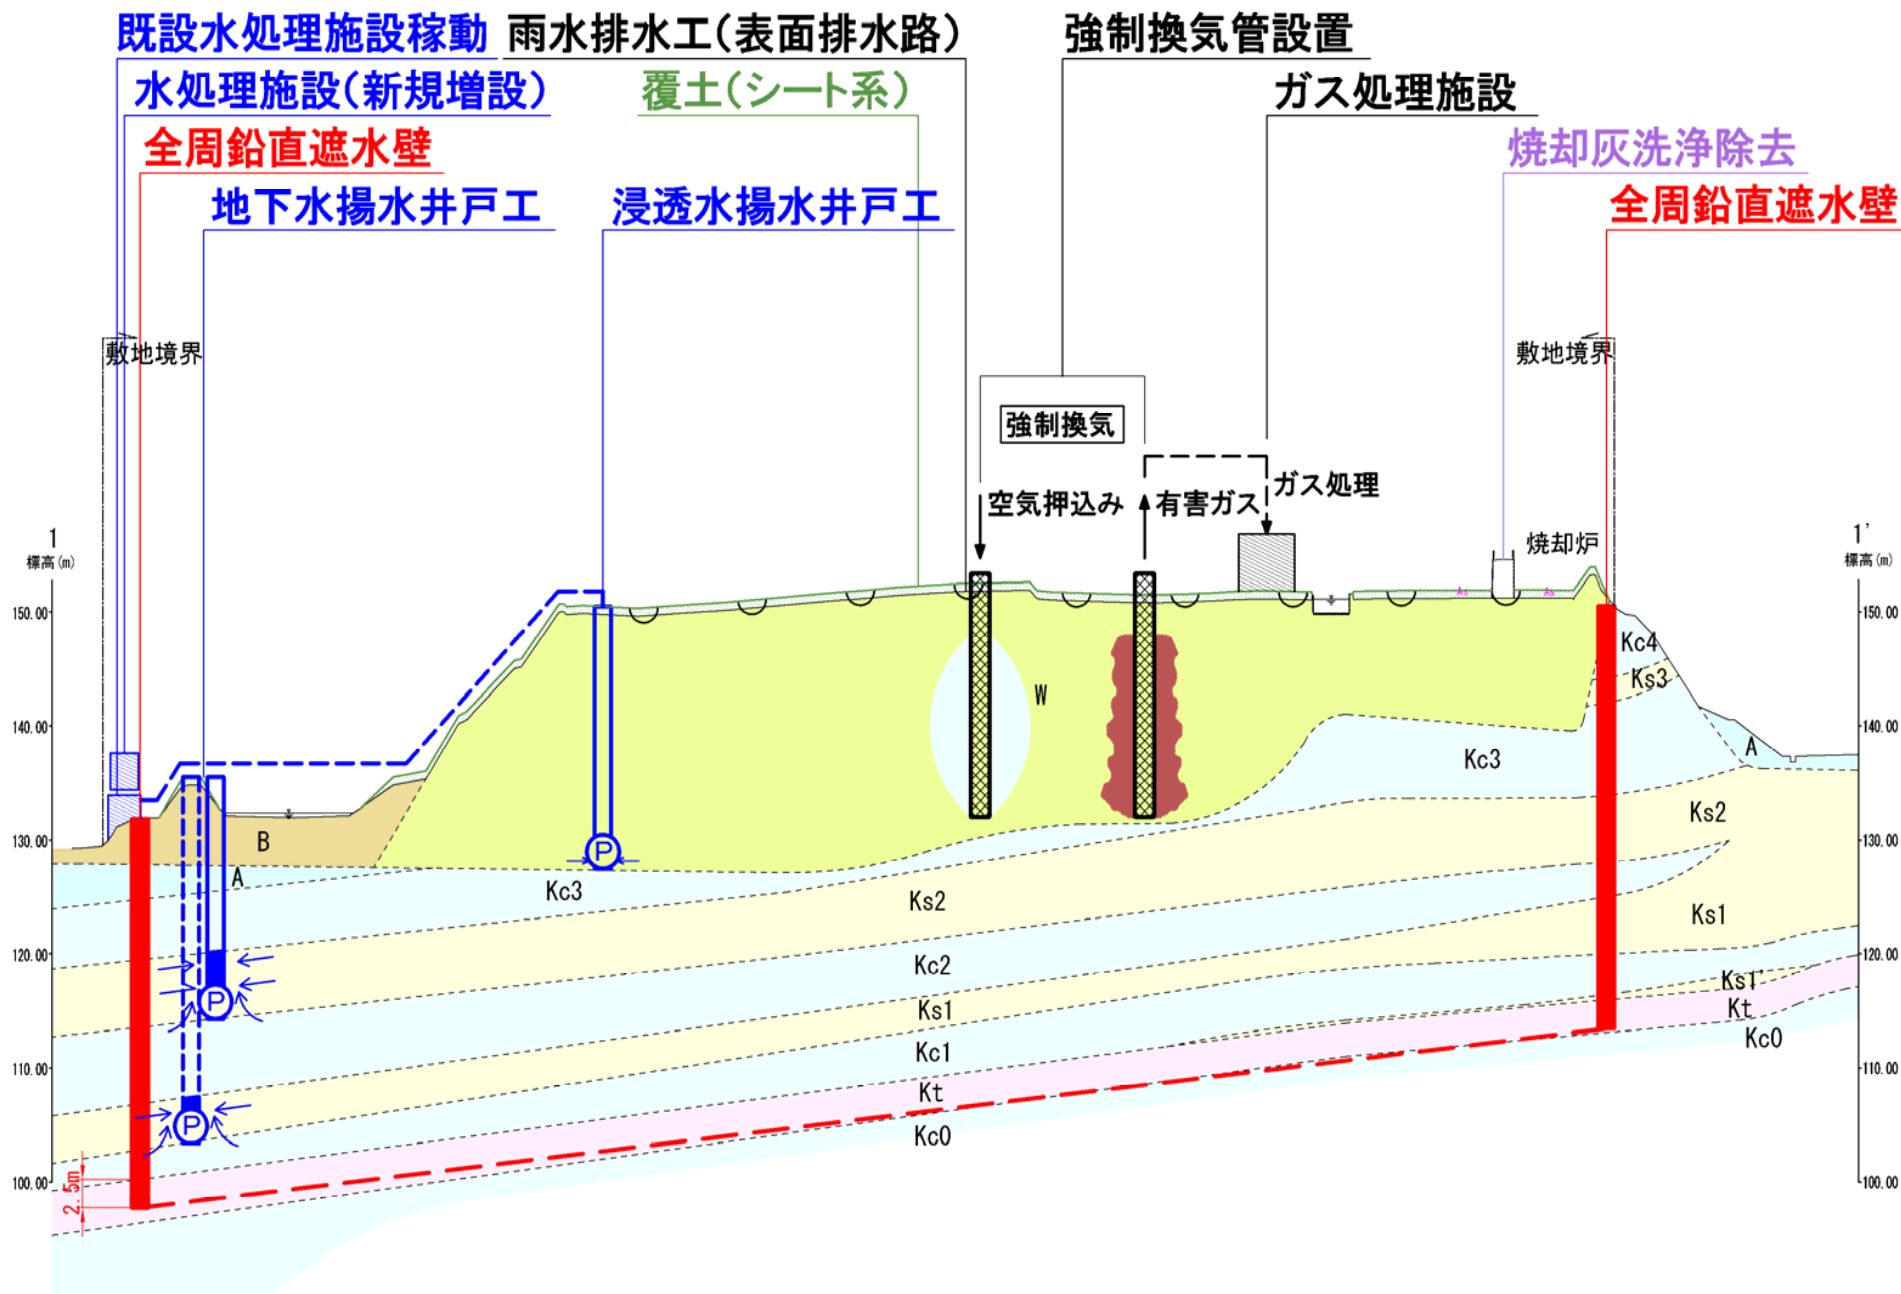 既設水処理施設稼動
雨水排水工(表面排水路)
強制換気管設置
水処理施設(新規増設)
覆土(シート系)
ガス処理施設
全周鉛直遮水壁
焼却灰洗浄除去
地下水揚水井戸工
浸透水揚水井戸工
全周鉛直遮水壁
敷地境界
敷地境界
強制換気
空気押込み
有害ガス
ガス処理
焼却炉
1
標高(m)
1'
標高(m)
150.00
140.00
130.00
120.00
110.00
100.00
150.00
140.00
130.00
120.00
110.00
100.00
As
As
Kc4
Ks3
W
A
Kc3
Ks2
B
A
Kc3
Ks2
Ks1
Kc2
Ks1
Ks1'
Kt
Kc0
Kc1
Kt
Kc0
P
P
P
2.5m